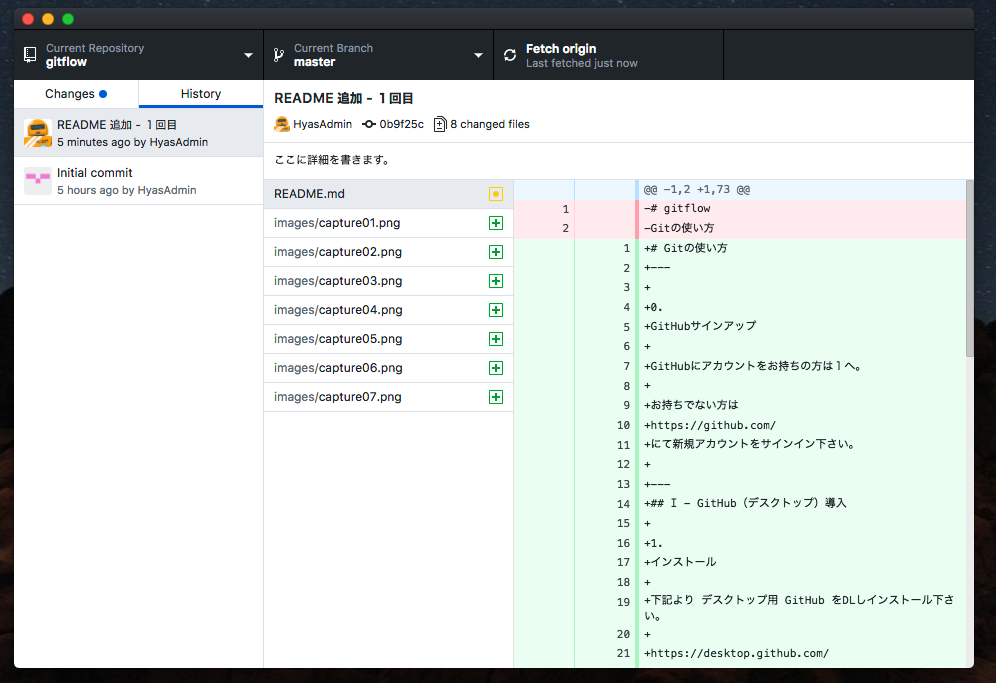 Current Repository
gitflow
Current Branch
master
Fetch origin
Last fetched just now
Changes
History
README 追加 - 1回目
5 minutes ago by HyasAdmin
Initial commit
5 hours ago by HyasAdmin
README 追加 - 1回目
HyasAdmin 0b9f25c 8 changed files
ここに詳細を書きます。
README.md
images/capture01.png
images/capture02.png
images/capture03.png
images/capture04.png
images/capture05.png
images/capture06.png
images/capture07.png
@@ -1,2 +1,73 @@
1 -# gitflow
2 -Gitの使い方
1 +# Gitの使い方
2 +---
3 +
4 +0.
5 +GitHubサインアップ
6 +
7 +GitHubにアカウントをお持ちの方は1へ。
8 +
9 +お持ちでない方は
10 +https://github.com/
11 +にて新規アカウントをサインイン下さい。
12 +
13 +---
14 +## I - GitHub（デスクトップ）導入
15 +
16 +1.
17 +インストール
18 +
19 +下記より デスクトップ用 GitHub をDLしインストール下さ
い。
20 +
21 +https://desktop.github.com/